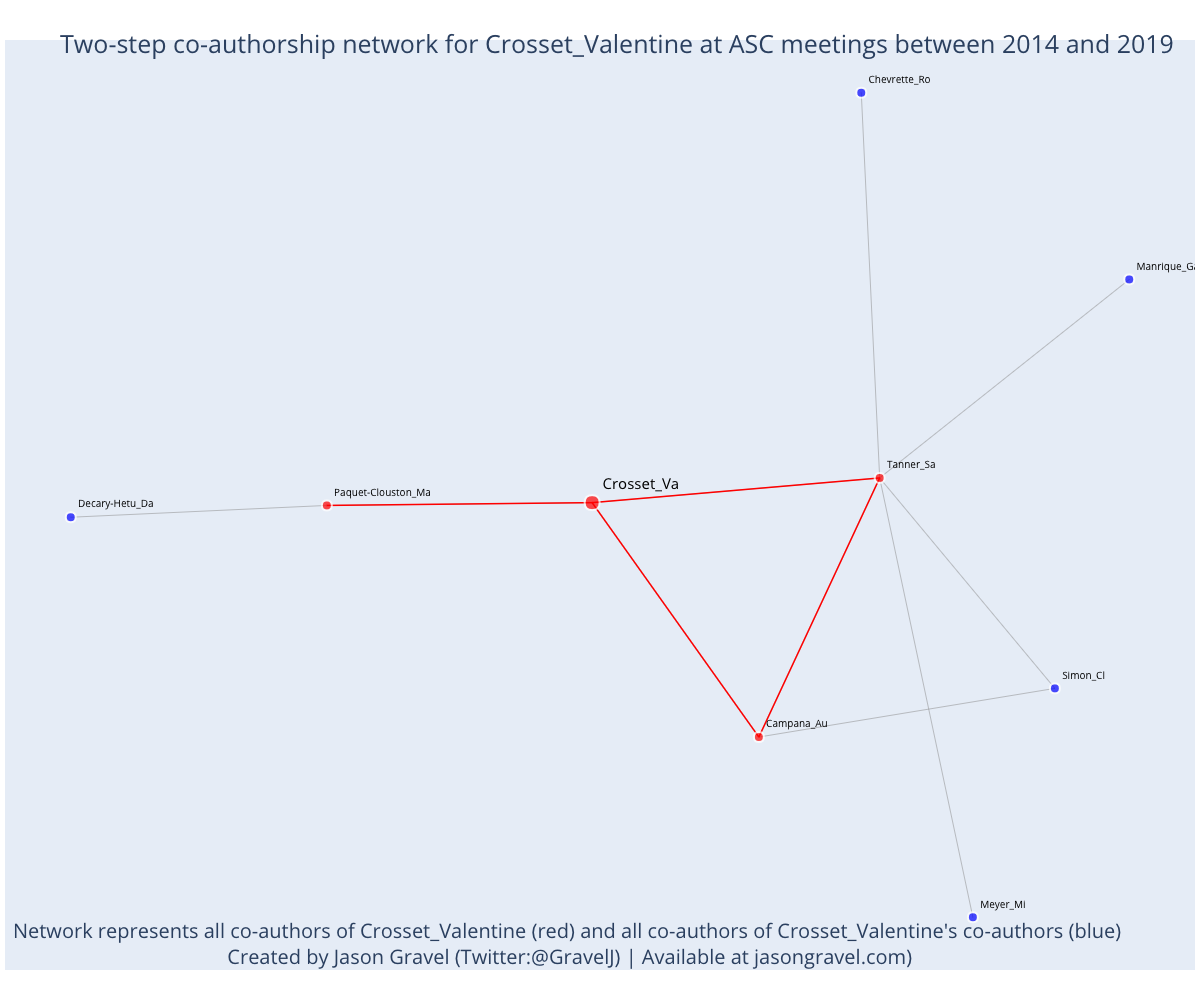 Two-step co-authorship network for Crosset_Valentine at ASC meetings between 2014 and 2019
Chevrette_Ro
Manrique_Ga
Tanner_Sa
Crosset_Va
Paquet-Clouston_Ma
Decary-Hetu_Da
Simon_Cl
Campana_Au
Meyer_Mi
Network represents all co-authors of Crosset_Valentine (red) and all co-authors of Crosset_Valentine's co-authors (blue)
Created by Jason Gravel (Twitter:@GravelJ) | Available at jasongravel.com)